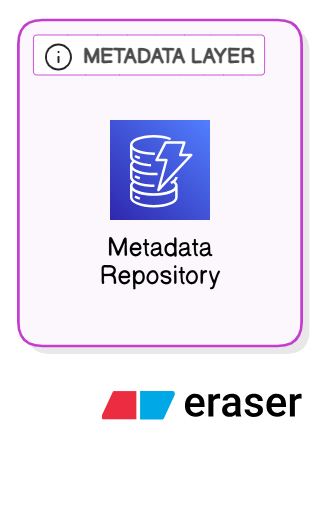 METADATA LAYER
Metadata
Repository
eraser